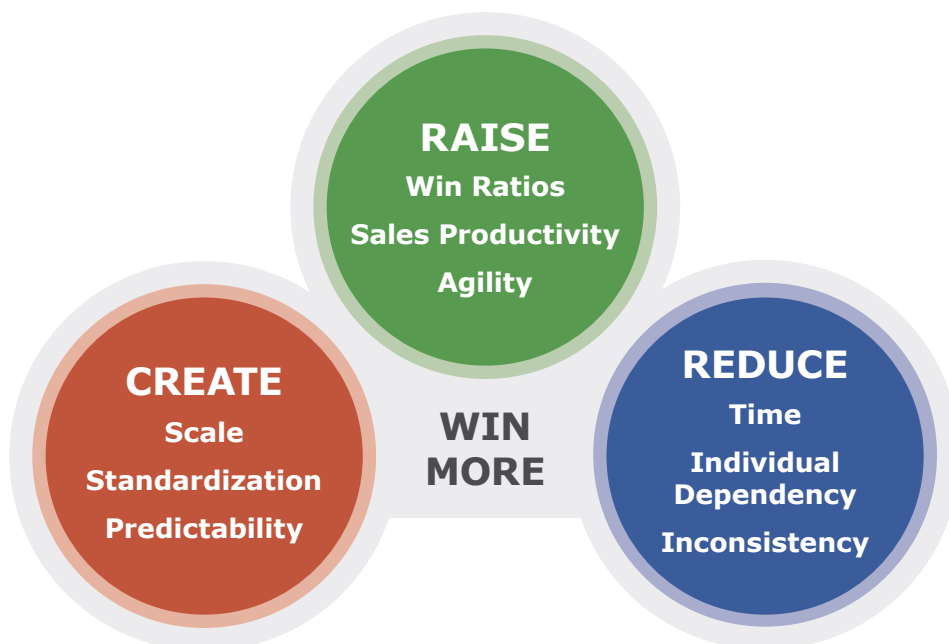 RAISE
Win Ratios
Sales Productivity
Agility
CREATE
Scale
Standardization
Predictability
WIN
MORE
REDUCE
Time
Individual
Dependency
Inconsistency